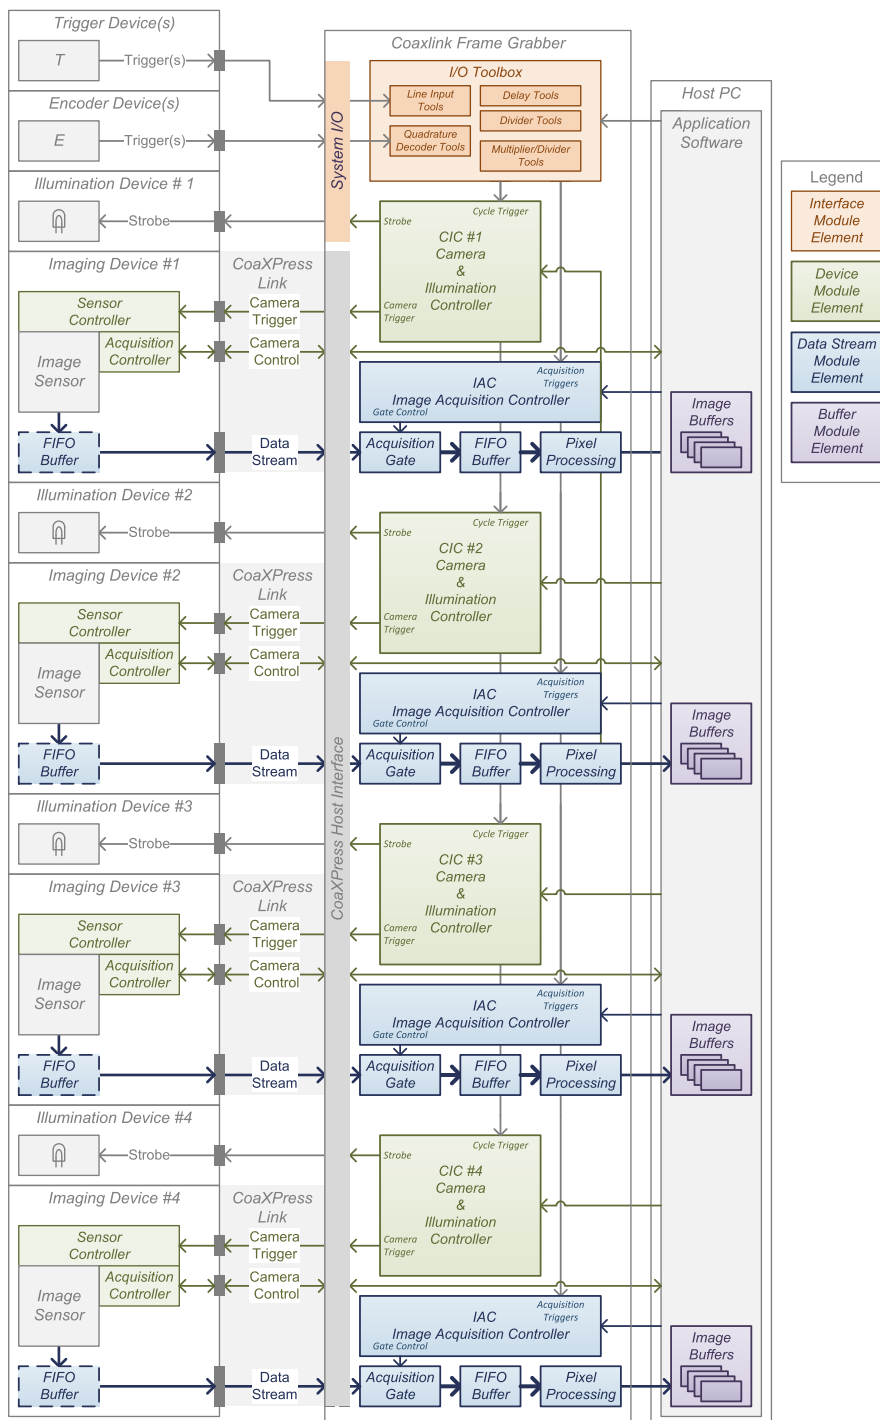 Trigger Device(s)
T
Trigger(s)
Encoder Device(s)
E
Trigger(s)
Illumination Device # 1
Strobe
Imaging Device #1
Sensor
Controller
Image
Sensor
Acquisition
Controller
FIFO
Buffer
CoaXPress
Link
Camera
Trigger
Camera
Control
Data
Stream
Illumination Device #2
Strobe
Imaging Device #2
Sensor
Controller
Image
Sensor
Acquisition
Controller
FIFO
Buffer
CoaXPress
Link
Camera
Trigger
Camera
Control
Data
Stream
Illumination Device #3
Strobe
Imaging Device #3
Sensor
Controller
Image
Sensor
Acquisition
Controller
FIFO
Buffer
CoaXPress
Link
Camera
Trigger
Camera
Control
Data
Stream
Illumination Device #4
Strobe
Imaging Device #4
Sensor
Controller
Image
Sensor
Acquisition
Controller
FIFO
Buffer
CoaXPress
Link
Camera
Trigger
Camera
Control
Data
Stream
Coaxlink Frame Grabber
System I/O
CoaXPress Host Interface
I/O Toolbox
Line Input
Tools
Delay Tools
Divider Tools
Quadrature
Decoder Tools
Multiplier/Divider
Tools
Cycle Trigger
Strobe
CIC #1
Camera
&
Illumination
Controller
Camera
Trigger
IAC
Image Acquisition Controller
Acquisition
Triggers
Gate Control
Acquisition
Gate
FIFO
Buffer
Pixel
Processing
Cycle Trigger
Strobe
CIC #2
Camera
&
Illumination
Controller
Camera
Trigger
IAC
Image Acquisition Controller
Acquisition
Triggers
Gate Control
Acquisition
Gate
FIFO
Buffer
Pixel
Processing
Cycle Trigger
Strobe
CIC #3
Camera
&
Illumination
Controller
Camera
Trigger
IAC
Image Acquisition Controller
Acquisition
Triggers
Gate Control
Acquisition
Gate
FIFO
Buffer
Pixel
Processing
Cycle Trigger
Strobe
CIC #4
Camera
&
Illumination
Controller
Camera
Trigger
IAC
Image Acquisition Controller
Acquisition
Triggers
Gate Control
Acquisition
Gate
FIFO
Buffer
Pixel
Processing
Host PC
Application
Software
Image
Buffers
Image
Buffers
Image
Buffers
Image
Buffers
Legend
Interface
Module
Element
Device
Module
Element
Data Stream
Module
Element
Buffer
Module
Element